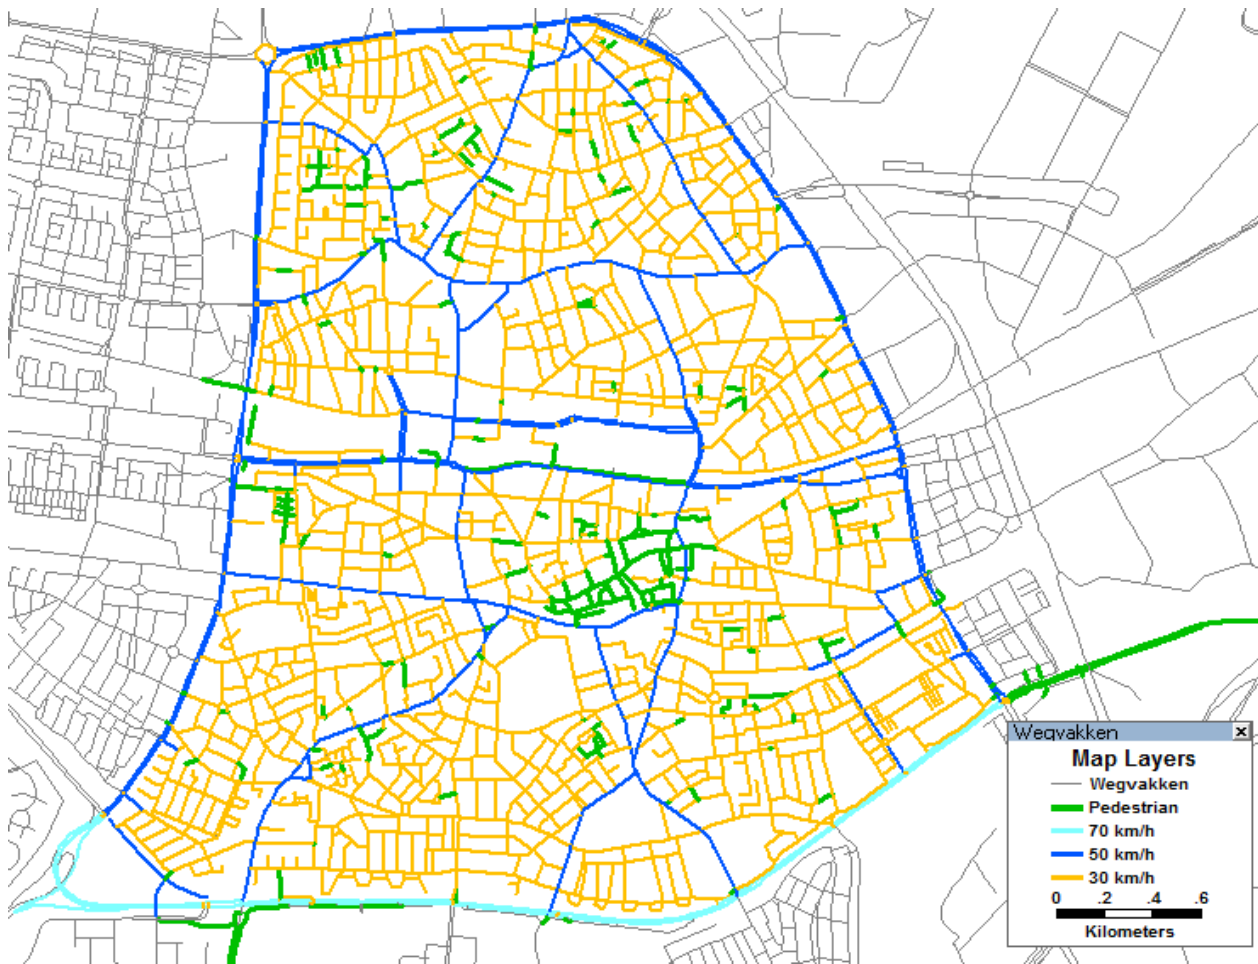 Wegvakken
Map Layers
Wegvakken
Pedestrian
70 km/h
50 km/h
30 km/h
0 .2 .4 .6
Kilometers